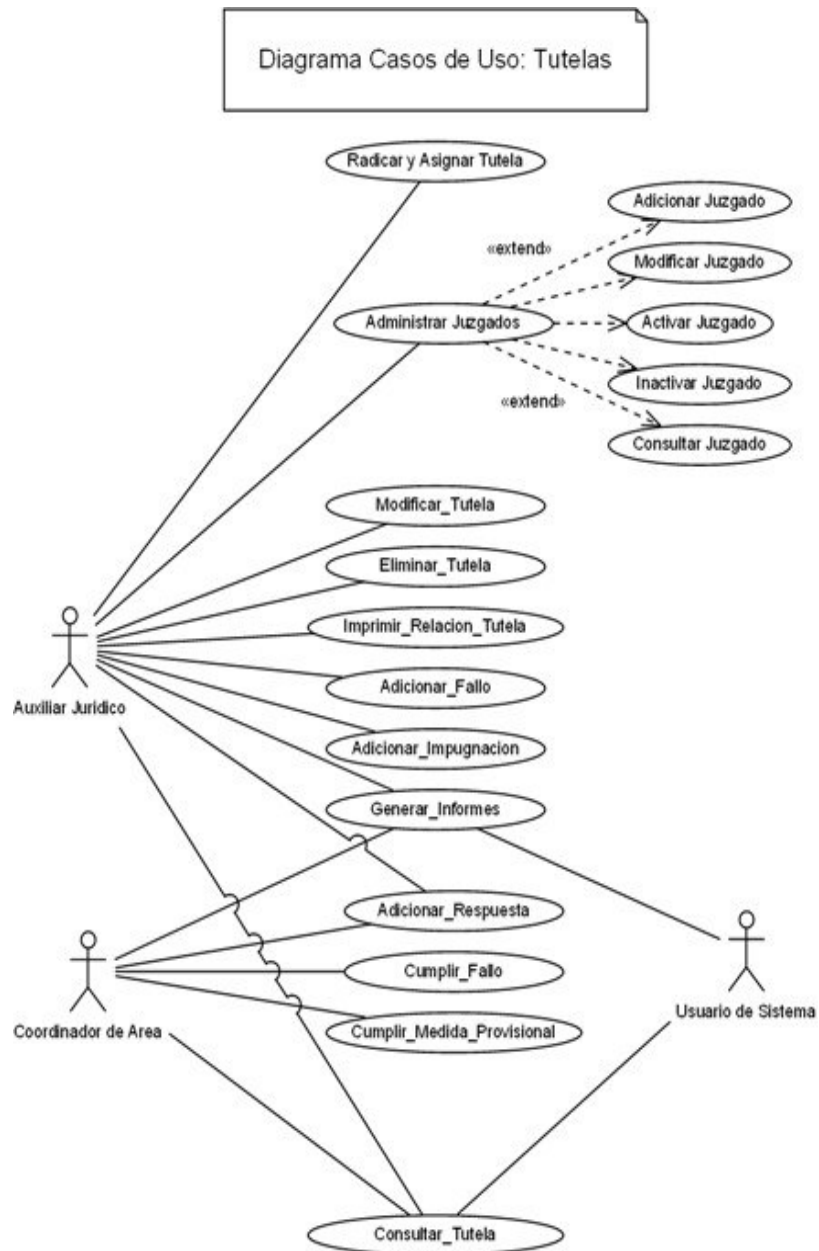 Diagrama Casos de Uso: Tutelas
Radicar y Asignar Tutela
Adicionar Juzgado
«extend»
Modificar Juzgado
Administrar Juzgados
Activar Juzgado
Inactivar Juzgado
«extend»
Consultar Juzgado
Modificar_Tutela
Eliminar_Tutela
Imprimir_Relacion_Tutela
Adicionar_Fallo
Auxiliar Juridico
Adicionar_Impugnacion
Generar_Informes
Adicionar_Respuesta
Cumplir_Fallo
Usuario de Sistema
Coordinador de Area
Cumplir_Medida_Provisional
Consultar_Tutela